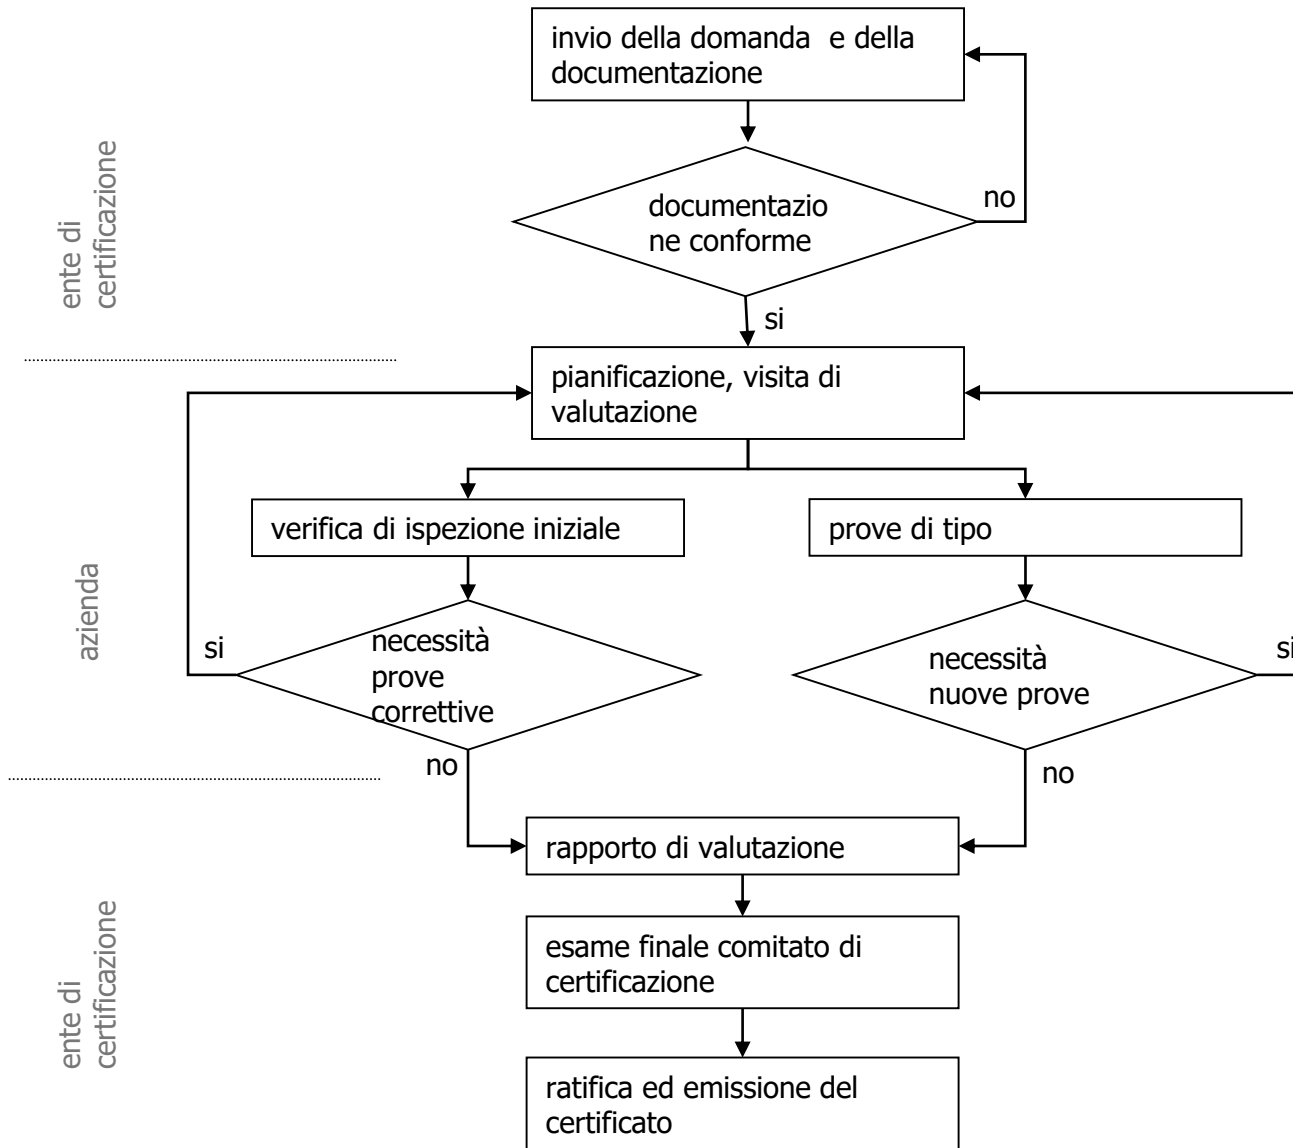 invio della domanda e della
documentazione
no
documentazio
ne conforme
ente di
certificazione
si
pianificazione, visita di
valutazione
verifica di ispezione iniziale
prove di tipo
azienda
si
necessità
prove
correttive
necessità
nuove prove
si
no
no
rapporto di valutazione
esame finale comitato di
certificazione
ente di
certificazione
ratifica ed emissione del
certificato